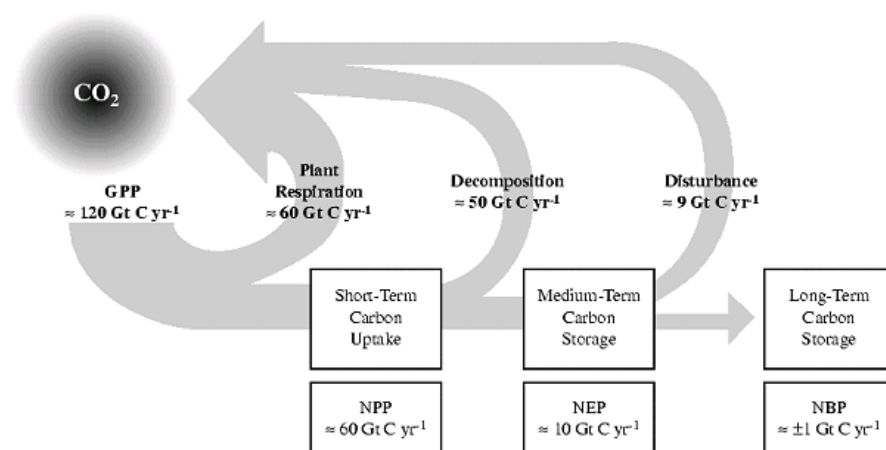 CO₂
GPP
≈ 120 Gt C yr⁻¹
Plant
Respiration
≈ 60 Gt C yr⁻¹
Decomposition
≈ 50 Gt C yr⁻¹
Disturbance
≈ 9 Gt C yr⁻¹
Short-Term
Carbon
Uptake
Medium-Term
Carbon
Storage
Long-Term
Carbon
Storage
NPP
≈ 60 Gt C yr⁻¹
NEP
≈ 10 Gt C yr⁻¹
NBP
≈ ±1 Gt C yr⁻¹